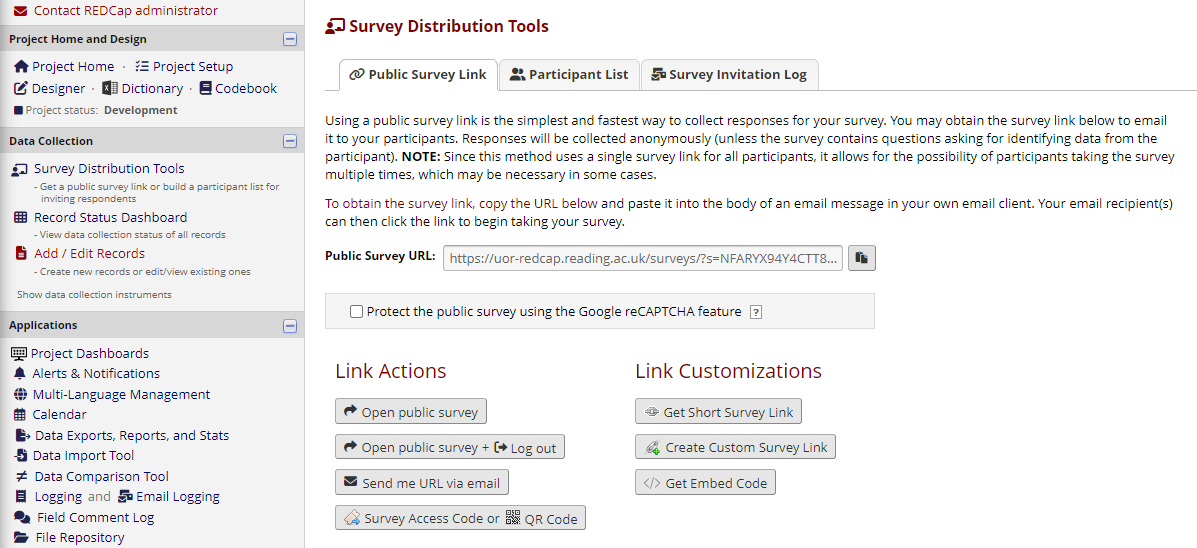 Contact REDCap administrator
Project Home and Design
Project Home · Project Setup
Designer · Dictionary · Codebook
Project status: Development
Data Collection
Survey Distribution Tools
- Get a public survey link or build a participant list for
inviting respondents
Record Status Dashboard
- View data collection status of all records
Add / Edit Records
- Create new records or edit/view existing ones
Show data collection instruments
Applications
Project Dashboards
Alerts & Notifications
Multi-Language Management
Calendar
Data Exports, Reports, and Stats
Data Import Tool
Data Comparison Tool
Logging and Email Logging
Field Comment Log
File Repository
Survey Distribution Tools
Public Survey Link Participant List Survey Invitation Log
Using a public survey link is the simplest and fastest way to collect responses for your survey. You may obtain the survey link below to email
it to your participants. Responses will be collected anonymously (unless the survey contains questions asking for identifying data from the
participant). NOTE: Since this method uses a single survey link for all participants, it allows for the possibility of participants taking the survey
multiple times, which may be necessary in some cases.
To obtain the survey link, copy the URL below and paste it into the body of an email message in your own email client. Your email recipient(s)
can then click the link to begin taking your survey.
Public Survey URL: https://uor-redcap.reading.ac.uk/surveys/?s=NFARYX94Y4CTT8...
Protect the public survey using the Google reCAPTCHA feature ?
Link Actions
Open public survey
Open public survey + Log out
Send me URL via email
Survey Access Code or QR Code
Link Customizations
Get Short Survey Link
Create Custom Survey Link
</> Get Embed Code